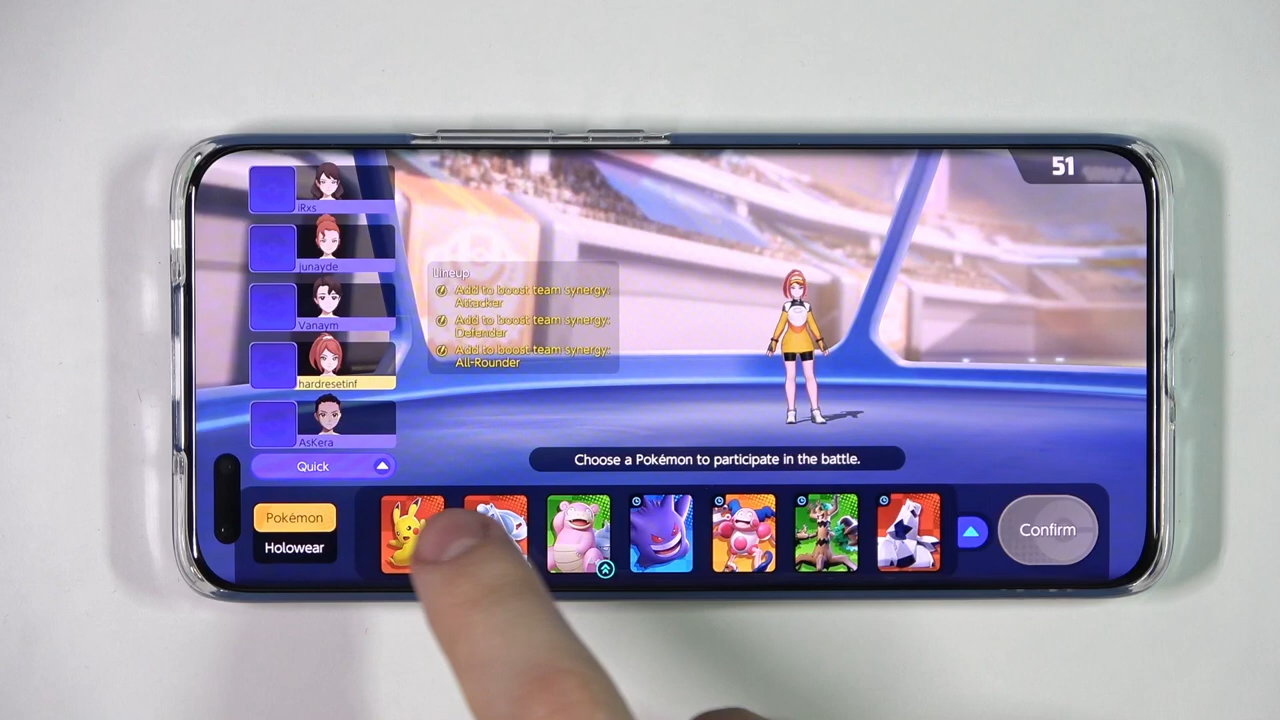 51
iRxs
junayde
Vanaym
hardresetinf
AsKera
Quick
Lineup
Add to boost team synergy:
Attacker
Add to boost team synergy:
Defender
Add to boost team synergy:
All-Rounder
Choose a Pokémon to participate in the battle.
Pokémon
Holowear
Confirm